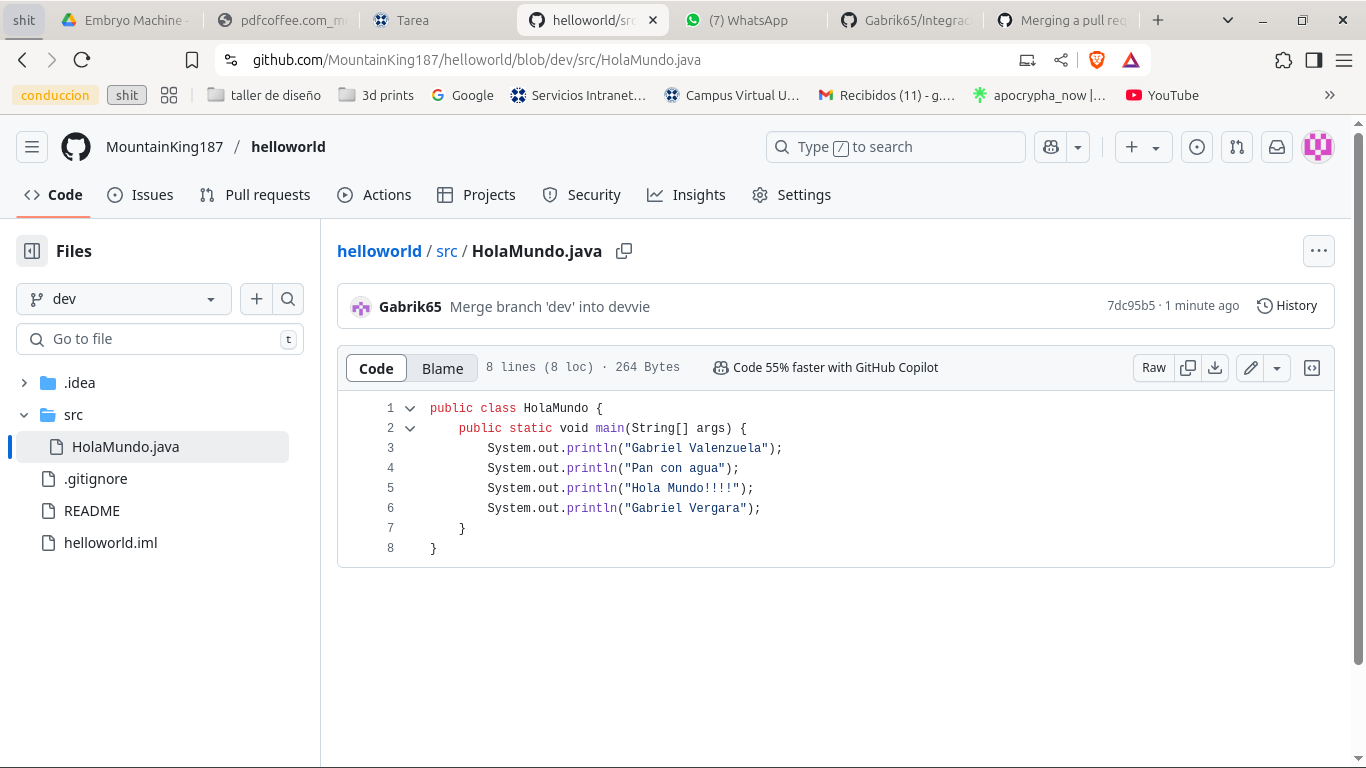 shit
Embryo Machine -
pdfcoffee.com_m
Tarea
helloworld/src
(7) WhatsApp
Gabrik65/Integrac
Merging a pull req
github.com/MountainKing187/helloworld/blob/dev/src/HolaMundo.java
conduccion
shit
taller de diseño
3d prints
Google
Servicios Intranet…
Campus Virtual U…
Recibidos (11) - g.…
apocrypha_now |…
YouTube
MountainKing187 / helloworld
Type / to search
Code
Issues
Pull requests
Actions
Projects
Security
Insights
Settings
Files
dev
Go to file
t
.idea
src
HolaMundo.java
.gitignore
README
helloworld.iml
helloworld / src / HolaMundo.java
Gabrik65 Merge branch 'dev' into devvie
7dc95b5 · 1 minute ago
History
Code
Blame
8 lines (8 loc) · 264 Bytes
Code 55% faster with GitHub Copilot
Raw
1 public class HolaMundo {
2     public static void main(String[] args) {
3         System.out.println("Gabriel Valenzuela");
4         System.out.println("Pan con agua");
5         System.out.println("Hola Mundo!!!!");
6         System.out.println("Gabriel Vergara");
7     }
8 }